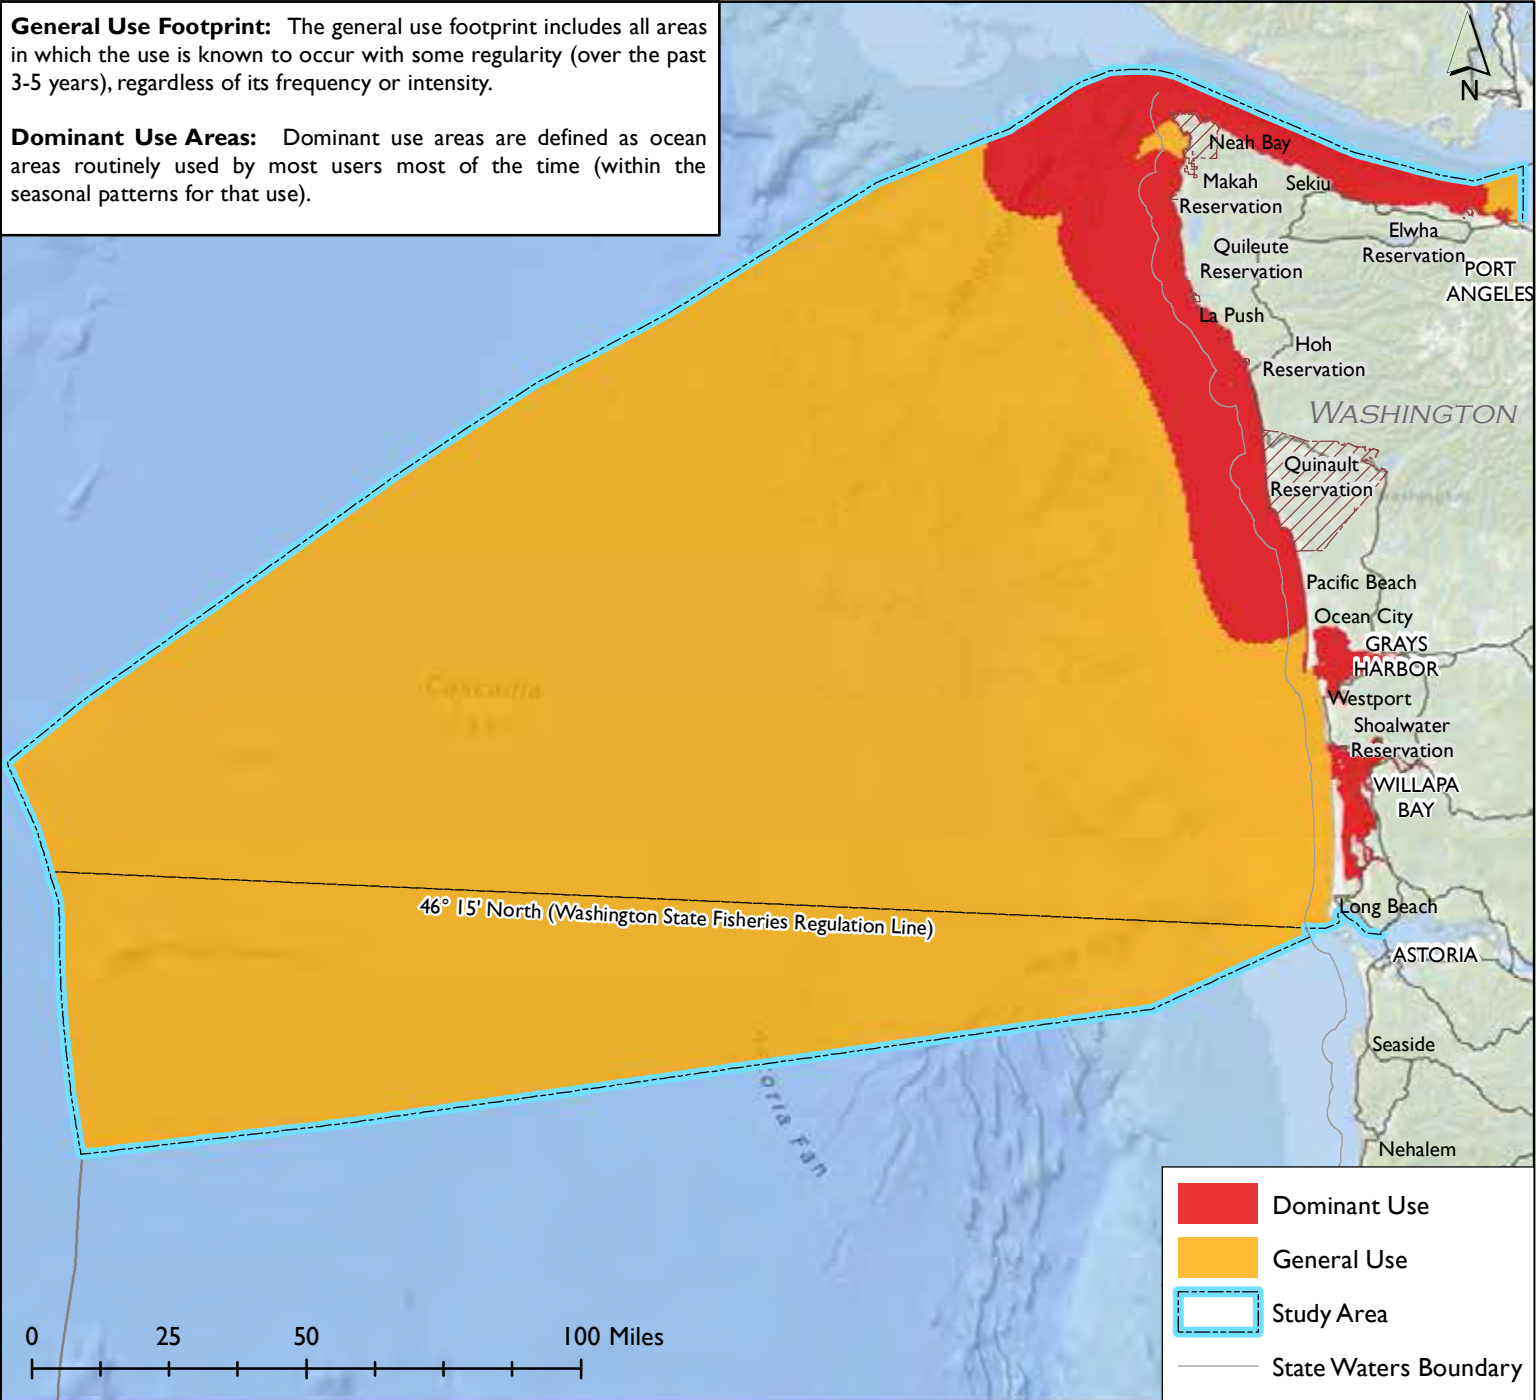 General Use Footprint: The general use footprint includes all areas
in which the use is known to occur with some regularity (over the past
3-5 years), regardless of its frequency or intensity.
Dominant Use Areas: Dominant use areas are defined as ocean
areas routinely used by most users most of the time (within the
seasonal patterns for that use).
N
Neah Bay
Makah
Reservation
Sekiu
Elwha
Reservation
PORT
ANGELES
Quileute
Reservation
La Push
Hoh
Reservation
WASHINGTON
Quinault
Reservation
Washington
Pacific Beach
Ocean City
GRAYS
HARBOR
Westport
Shoalwater
Reservation
WILLAPA
BAY
Cascadia
46° 15' North (Washington State Fisheries Regulation Line)
Long Beach
ASTORIA
Astoria Fan
Seaside
Nehalem
Dominant Use
General Use
Study Area
State Waters Boundary
0 25 50 100 Miles